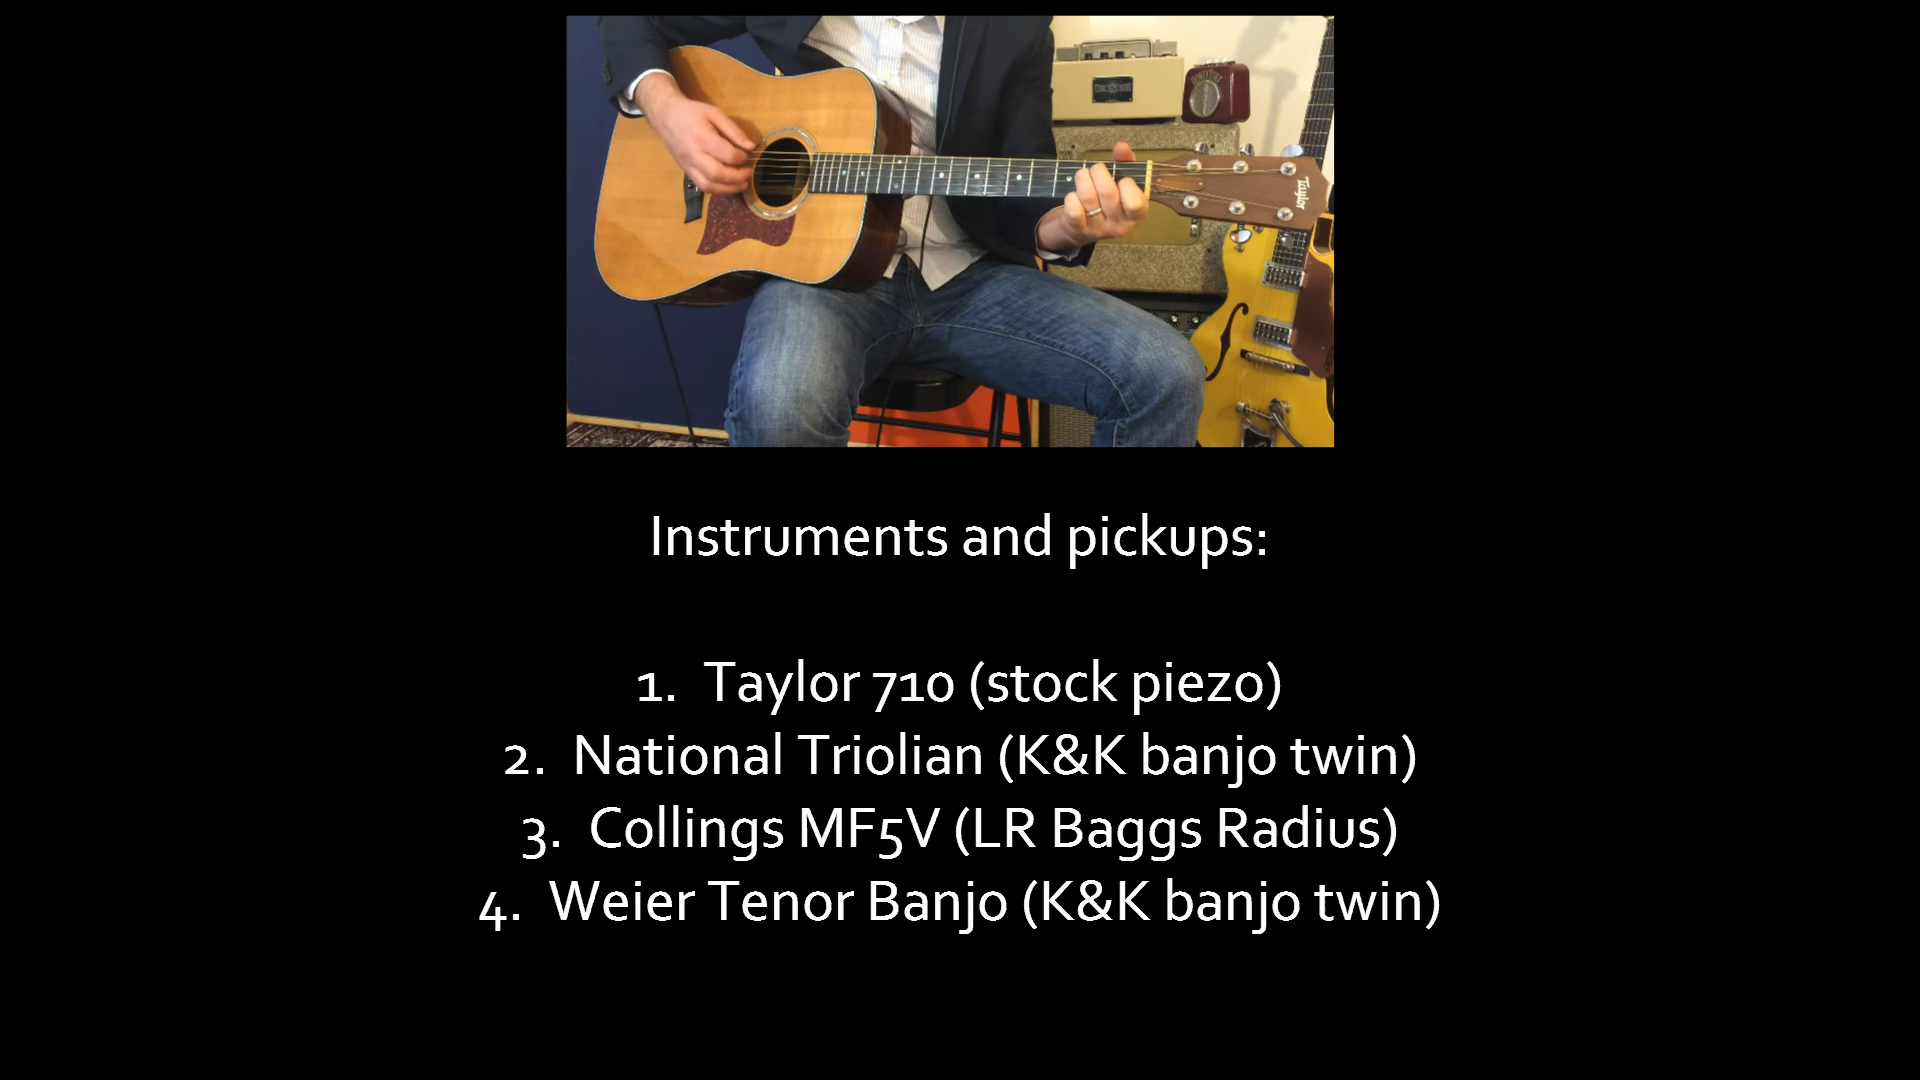 Taylor
Instruments and pickups:
1. Taylor 710 (stock piezo)
2. National Triolian (K&K banjo twin)
3. Collings MF5V (LR Baggs Radius)
4. Weier Tenor Banjo (K&K banjo twin)